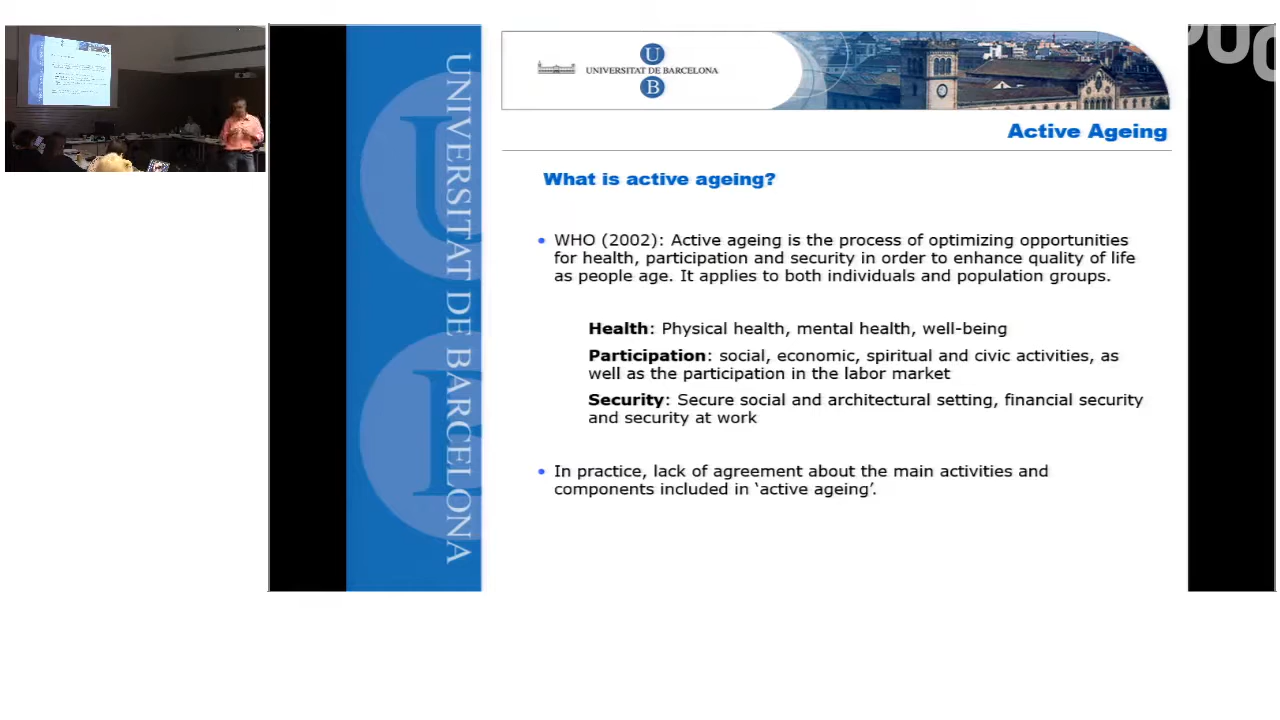 UOC
U
UNIVERSITAT DE BARCELONA
B
Active Ageing
What is active ageing?
UNIVERSITAT DE BARCELONA
U
B
• WHO (2002): Active ageing is the process of optimizing opportunities
for health, participation and security in order to enhance quality of life
as people age. It applies to both individuals and population groups.
Health: Physical health, mental health, well-being
Participation: social, economic, spiritual and civic activities, as
well as the participation in the labor market
Security: Secure social and architectural setting, financial security
and security at work
• In practice, lack of agreement about the main activities and
components included in ‘active ageing’.